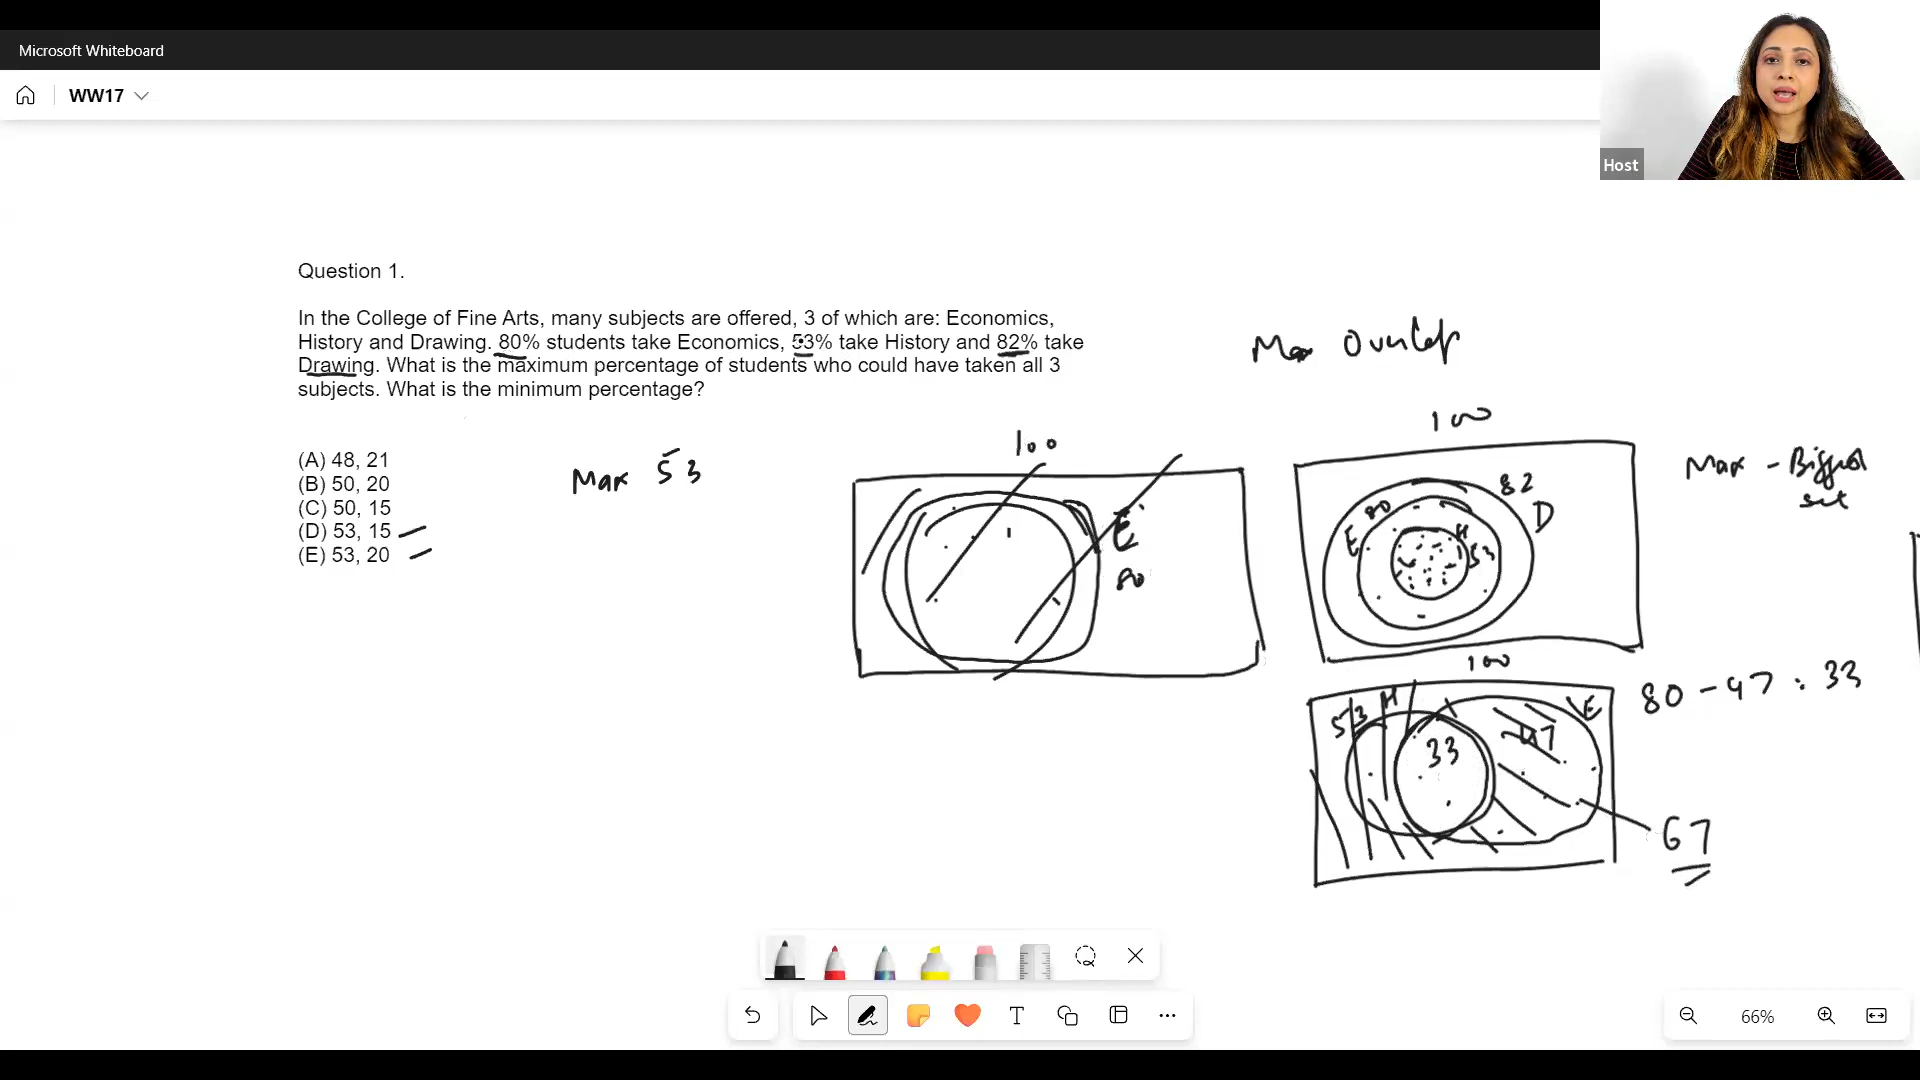 Microsoft Whiteboard
WW17
Host
Question 1.
In the College of Fine Arts, many subjects are offered, 3 of which are: Economics,
History and Drawing. 80% students take Economics, 53% take History and 82% take
Drawing. What is the maximum percentage of students who could have taken all 3
subjects. What is the minimum percentage?
(A) 48, 21
(B) 50, 20
(C) 50, 15
(D) 53, 15
(E) 53, 20
Max 53
100
E
80
Max Overlap
100
82
D
80
E
H
53
Max - Biggest
set
100
53 H
E
33
47
80 - 47 : 33
67
66%